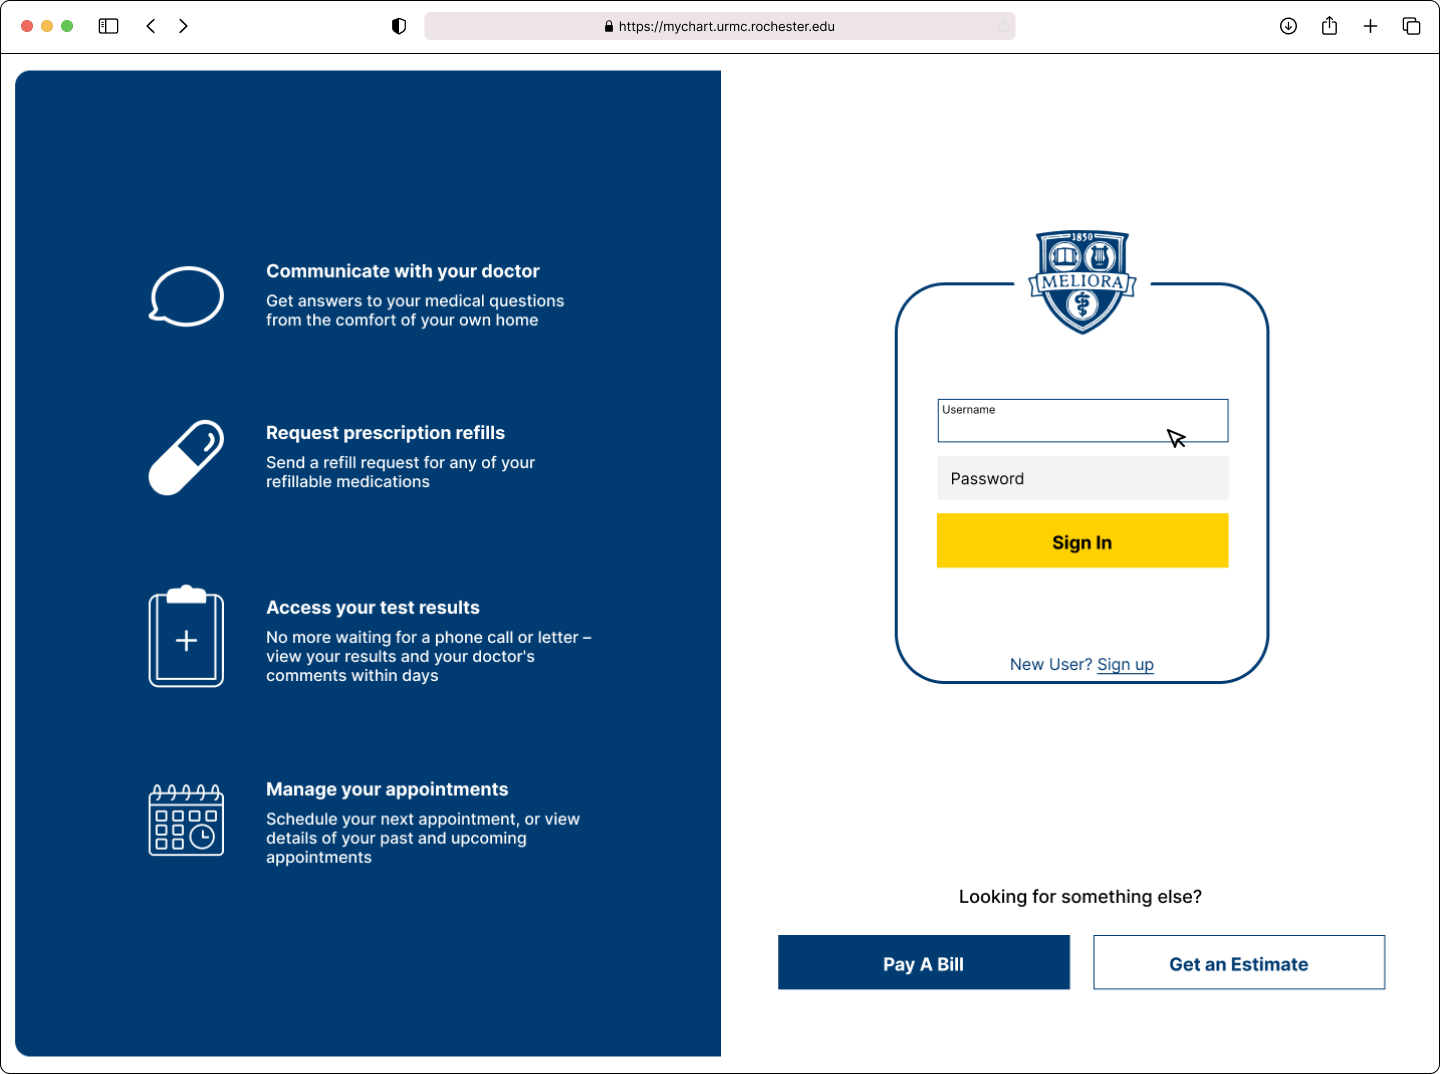 https://mychart.urmc.rochester.edu
Communicate with your doctor
Get answers to your medical questions
from the comfort of your own home
Request prescription refills
Send a refill request for any of your
refillable medications
Access your test results
No more waiting for a phone call or letter –
view your results and your doctor's
comments within days
Manage your appointments
Schedule your next appointment, or view
details of your past and upcoming
appointments
1850
MELIORA
Username
Password
Sign In
New User? Sign up
Looking for something else?
Pay A Bill
Get an Estimate